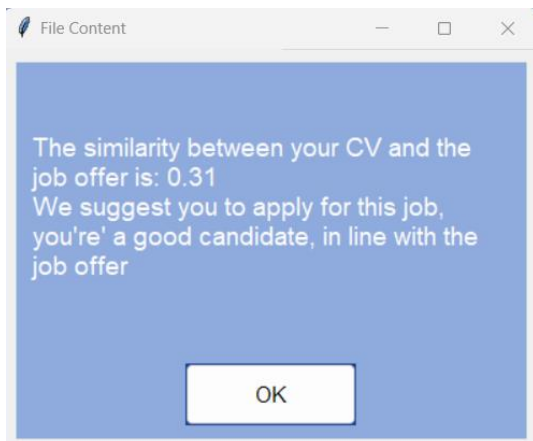 File Content
The similarity between your CV and the
job offer is: 0.31
We suggest you to apply for this job,
you're' a good candidate, in line with the
job offer
OK